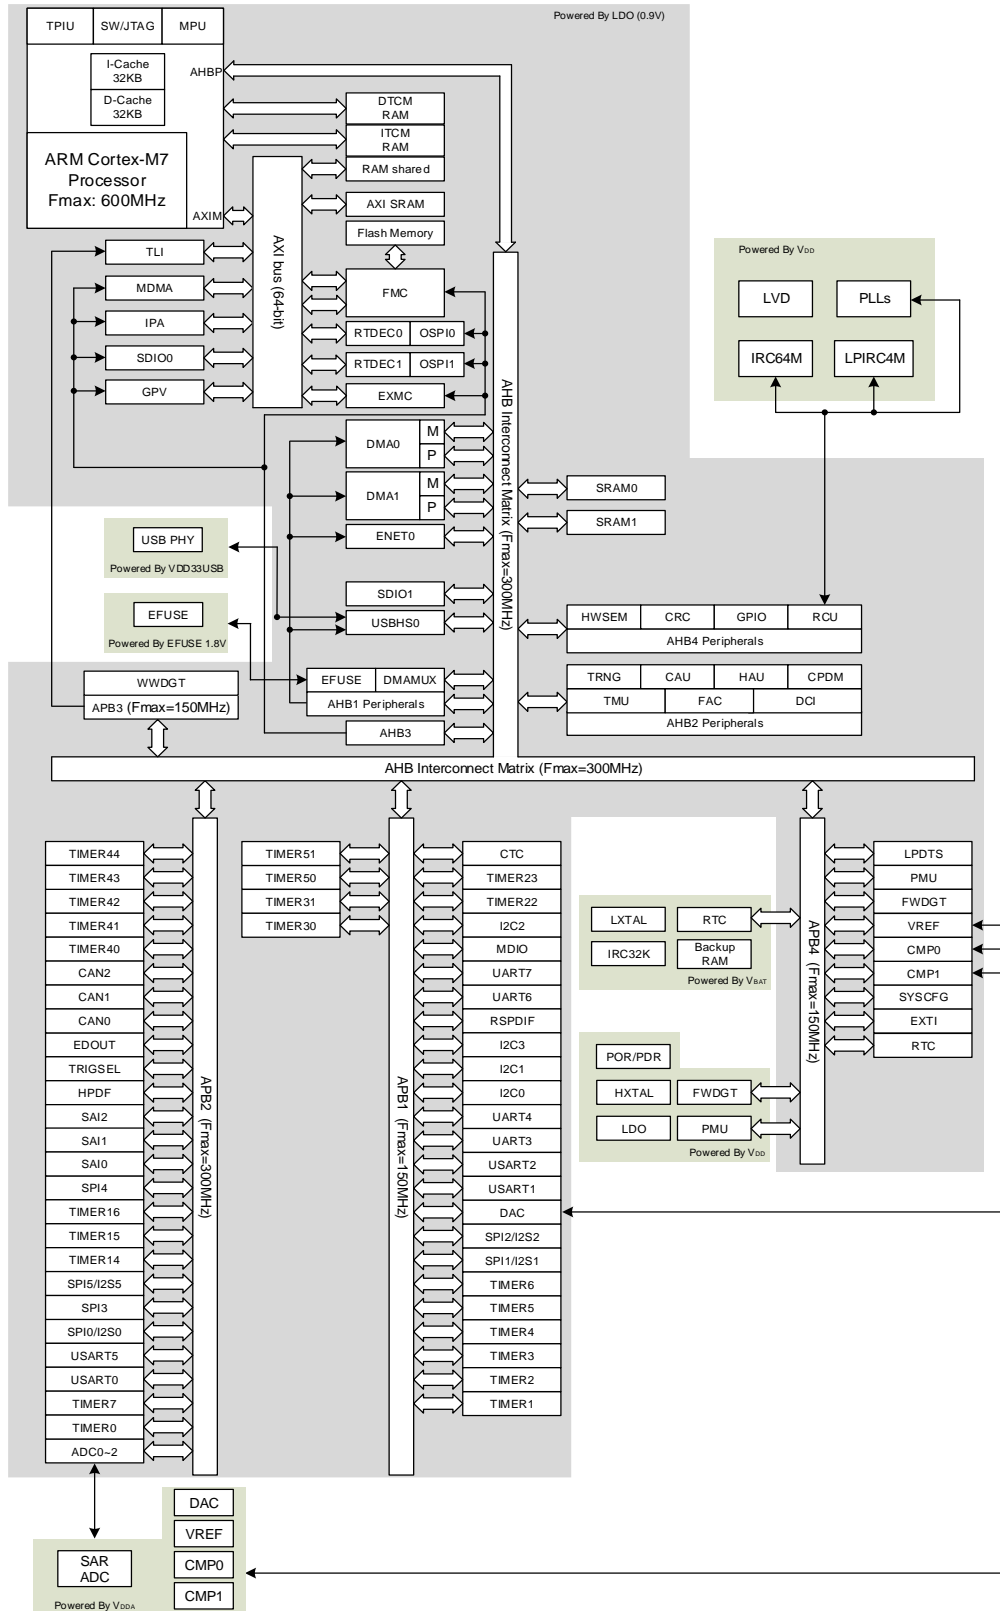 Powered By LDO (0.9V)
TPIU
SW/JTAG
MPU
I-Cache
32KB
D-Cache
32KB
AHBP
ARM Cortex-M7
Processor
Fmax: 600MHz
AXIM
DTCM
RAM
ITCM
RAM
RAM shared
AXI SRAM
Flash Memory
FMC
RTDEC0
OSPI0
RTDEC1
OSPI1
EXMC
AXI bus (64-bit)
TLI
MDMA
IPA
SDIO0
GPV
Powered By VDD
LVD
PLLs
IRC64M
LPIRC4M
AHB Interconnect Matrix (Fmax=300MHz)
DMA0
M
P
DMA1
M
P
ENET0
SRAM0
SRAM1
USB PHY
Powered By VDD33USB
EFUSE
Powered By EFUSE 1.8V
SDIO1
USBHS0
HWSEM
CRC
GPIO
RCU
AHB4 Peripherals
EFUSE
DMAMUX
AHB1 Peripherals
AHB3
TRNG
CAU
HAU
CPDM
TMU
FAC
DCI
AHB2 Peripherals
WWDGT
APB3 (Fmax=150MHz)
AHB Interconnect Matrix (Fmax=300MHz)
TIMER44
TIMER43
TIMER42
TIMER41
TIMER40
CAN2
CAN1
CAN0
EDOUT
TRIGSEL
HPDF
SAI2
SAI1
SAI0
SPI4
TIMER16
TIMER15
TIMER14
SPI5/I2S5
SPI3
SPI0/I2S0
USART5
USART0
TIMER7
TIMER0
ADC0~2
APB2 (Fmax=300MHz)
TIMER51
TIMER50
TIMER31
TIMER30
APB1 (Fmax=150MHz)
CTC
TIMER23
TIMER22
I2C2
MDIO
UART7
UART6
RSPDIF
I2C3
I2C1
I2C0
UART4
UART3
USART2
USART1
DAC
SPI2/I2S2
SPI1/I2S1
TIMER6
TIMER5
TIMER4
TIMER3
TIMER2
TIMER1
LXTAL
RTC
IRC32K
Backup
RAM
Powered By VBAT
POR/PDR
HXTAL
FWDGT
LDO
PMU
Powered By VDD
APB4 (Fmax=150MHz)
LPDTS
PMU
FWDGT
VREF
CMP0
CMP1
SYSCFG
EXTI
RTC
SAR
ADC
Powered By VDDA
DAC
VREF
CMP0
CMP1